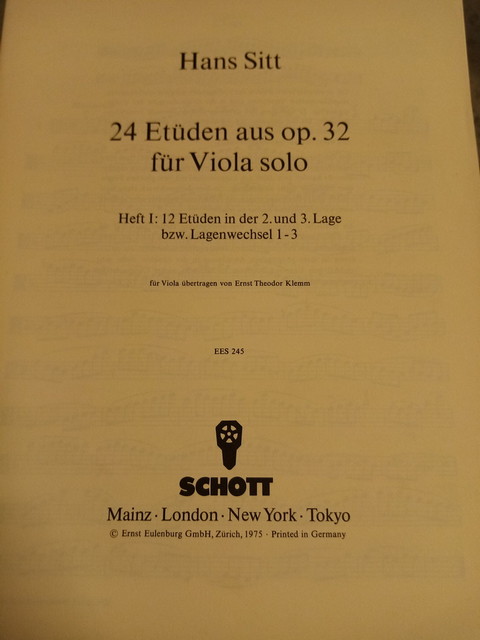 Hans Sitt
24 Etüden aus op. 32
für Viola solo
Heft I: 12 Etüden in der 2. und 3. Lage
bzw. Lagenwechsel 1-3
für Viola übertragen von Ernst Theodor Klemm
EES 245
SCHOTT
Mainz · London · New York · Tokyo
© Ernst Eulenburg GmbH, Zürich, 1975 · Printed in Germany